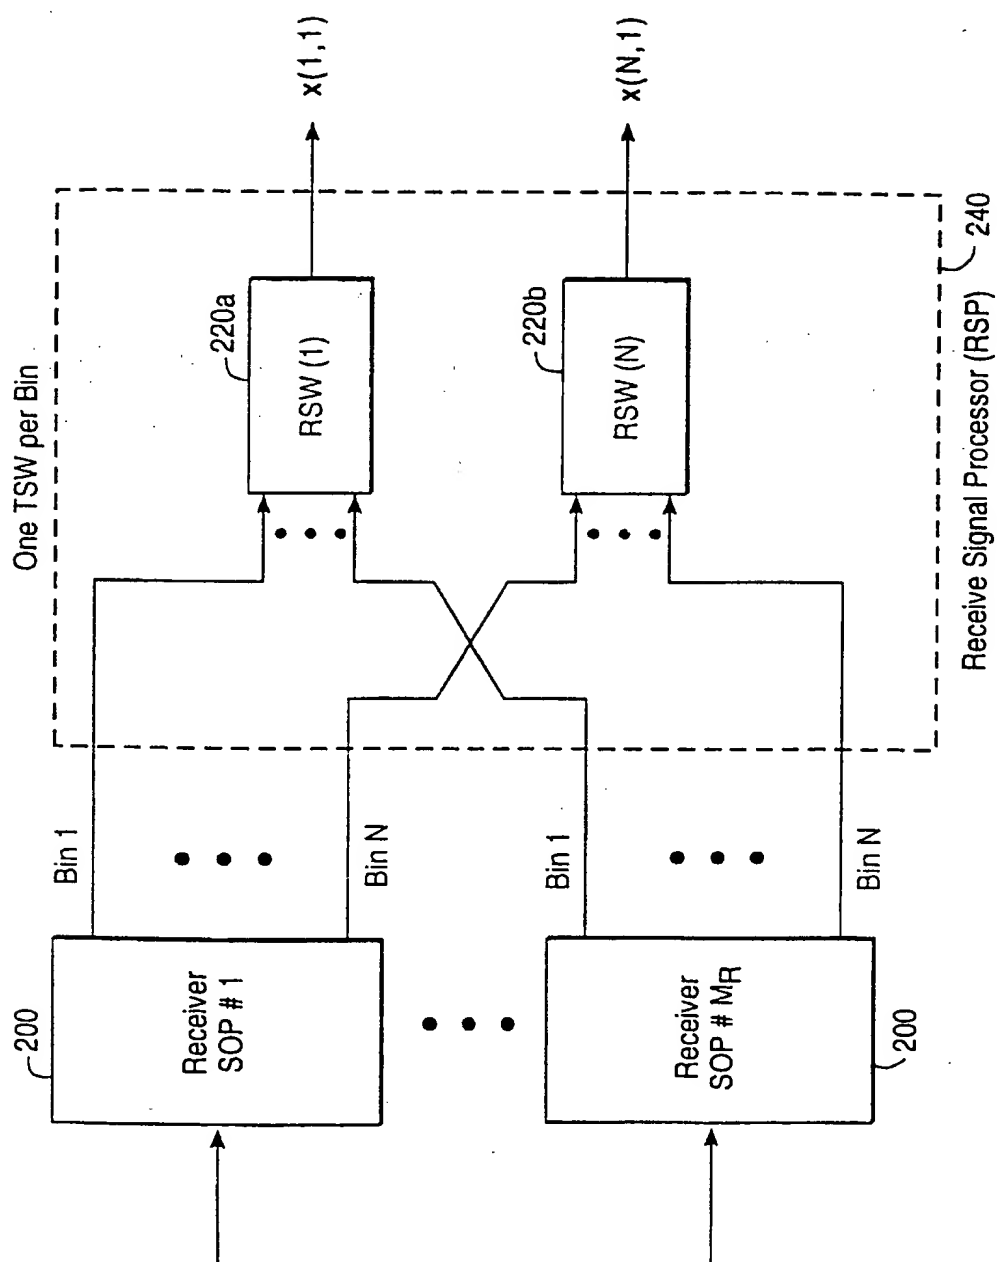 One TSW per Bin
200
Receiver
SOP # 1
Bin 1
Bin N
220a
RSW (1)
x(1,1)
Receiver
SOP # MR
200
Bin 1
Bin N
220b
RSW (N)
x(N,1)
240
Receive Signal Processor (RSP)